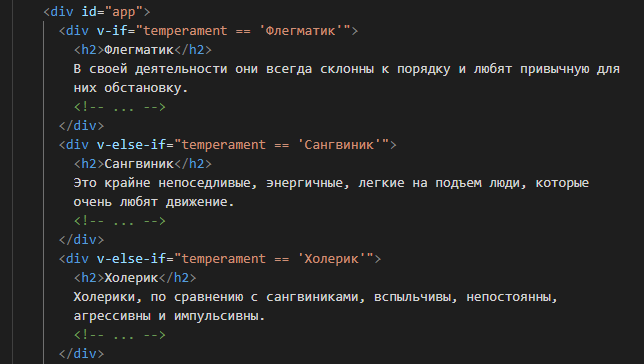 <div id="app">
<div v-if="temperament == 'Флегматик'">
<h2>Флегматик</h2>
В своей деятельности они всегда склонны к порядку и любят привычную для
них обстановку.
<!-- ... -->
</div>
<div v-else-if="temperament == 'Сангвиник'">
<h2>Сангвиник</h2>
Это крайне непоседливые, энергичные, легкие на подъем люди, которые
очень любят движение.
<!-- ... -->
</div>
<div v-else-if="temperament == 'Холерик'">
<h2>Холерик</h2>
Холерики, по сравнению с сангвиниками, вспыльчивы, непостоянны,
агрессивны и импульсивны.
<!-- ... -->
</div>